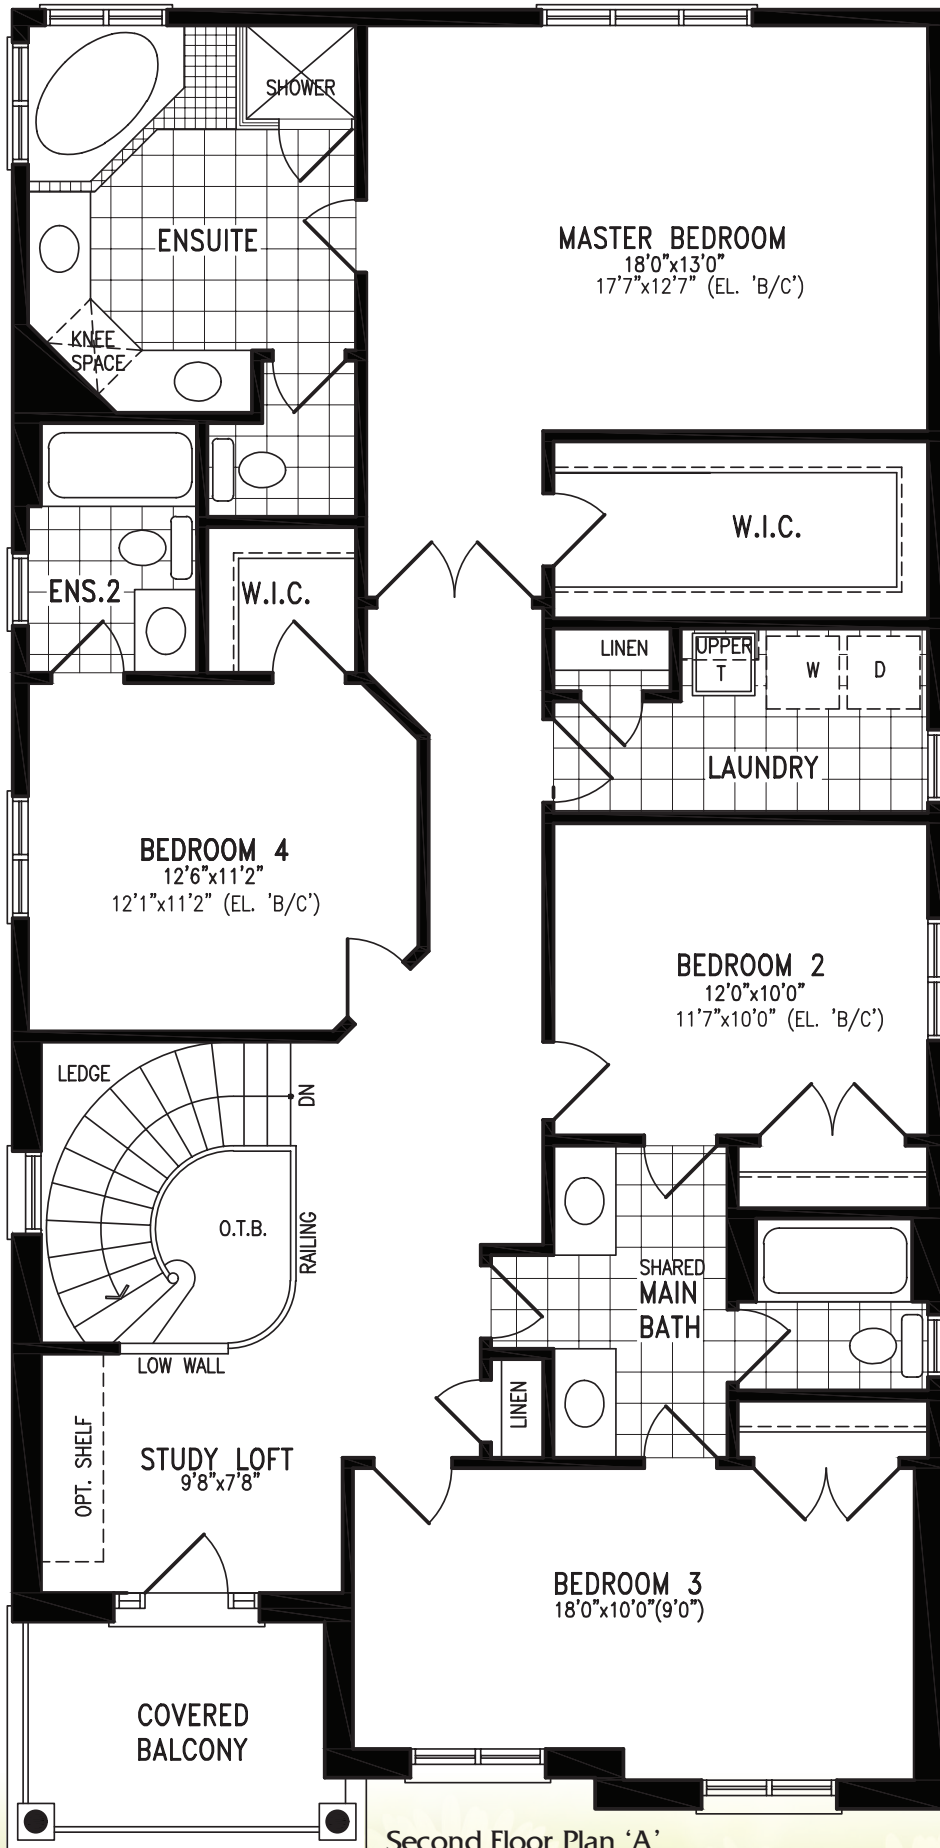 SHOWER
ENSUITE
KNEE
SPACE
MASTER BEDROOM
18'0"x13'0"
17'7"x12'7" (EL. 'B/C')
W.I.C.
ENS.2
W.I.C.
LINEN
UPPER
T
W
D
LAUNDRY
BEDROOM 4
12'6"x11'2"
12'1"x11'2" (EL. 'B/C')
BEDROOM 2
12'0"x10'0"
11'7"x10'0" (EL. 'B/C')
LEDGE
DN
O.T.B.
RAILING
SHARED
MAIN
BATH
LOW WALL
LINEN
OPT. SHELF
STUDY LOFT
9'8"x7'8"
BEDROOM 3
18'0"x10'0"(9'0")
COVERED
BALCONY
Second Floor Plan ‘A’